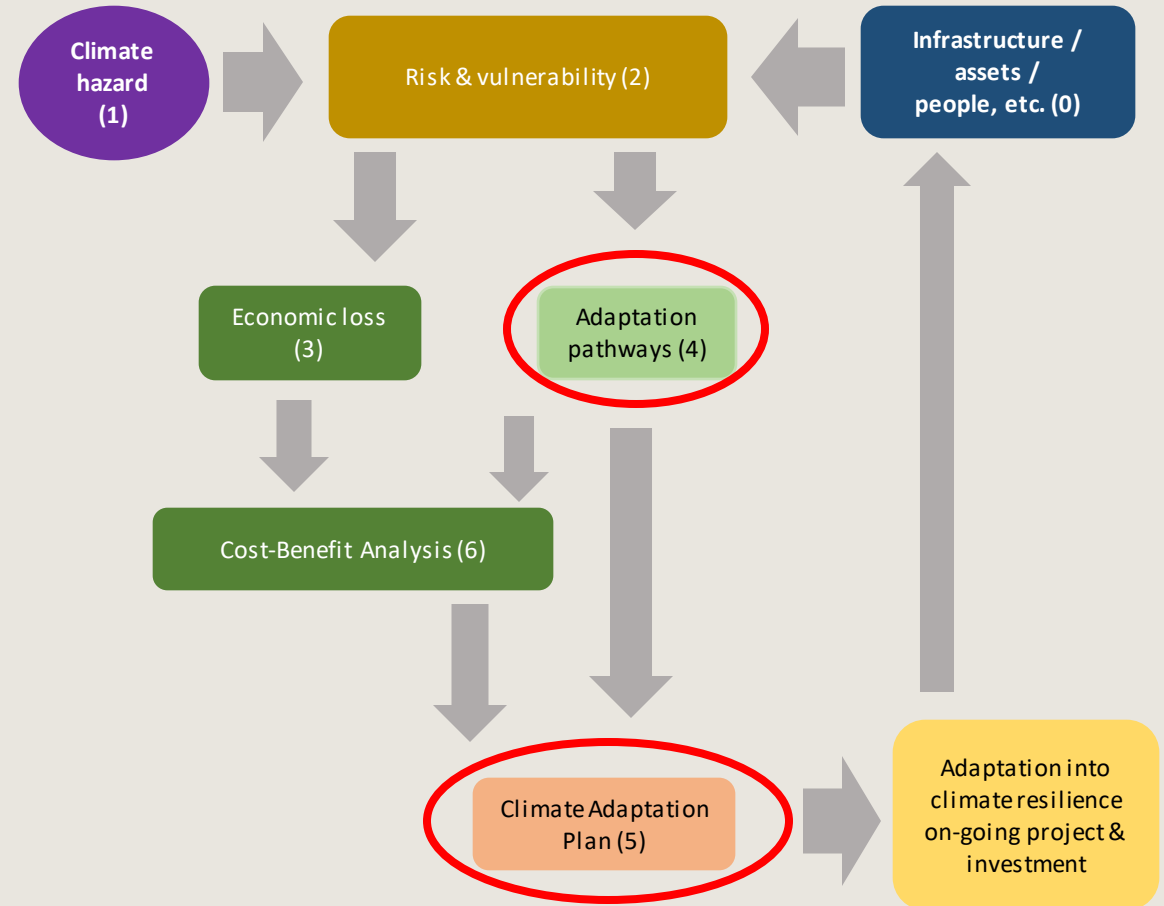 Climate
hazard
(1)
Risk & vulnerability (2)
Infrastructure /
assets /
people, etc. (0)
Economic loss
(3)
Adaptation
pathways (4)
Cost-Benefit Analysis (6)
Climate Adaptation
Plan (5)
Adaptation into
climate resilience
on-going project &
investment